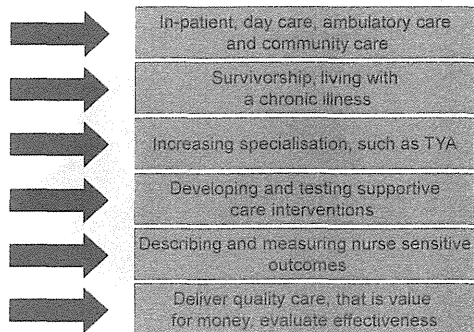 In-patient, day care, ambulatory care
and community care
Survivorship, living with
a chronic illness
Increasing specialisation, such as TYA
Developing and testing supportive
care interventions
Describing and measuring nurse sensitive
outcomes
Deliver quality care, that is value
for money, evaluate effectiveness